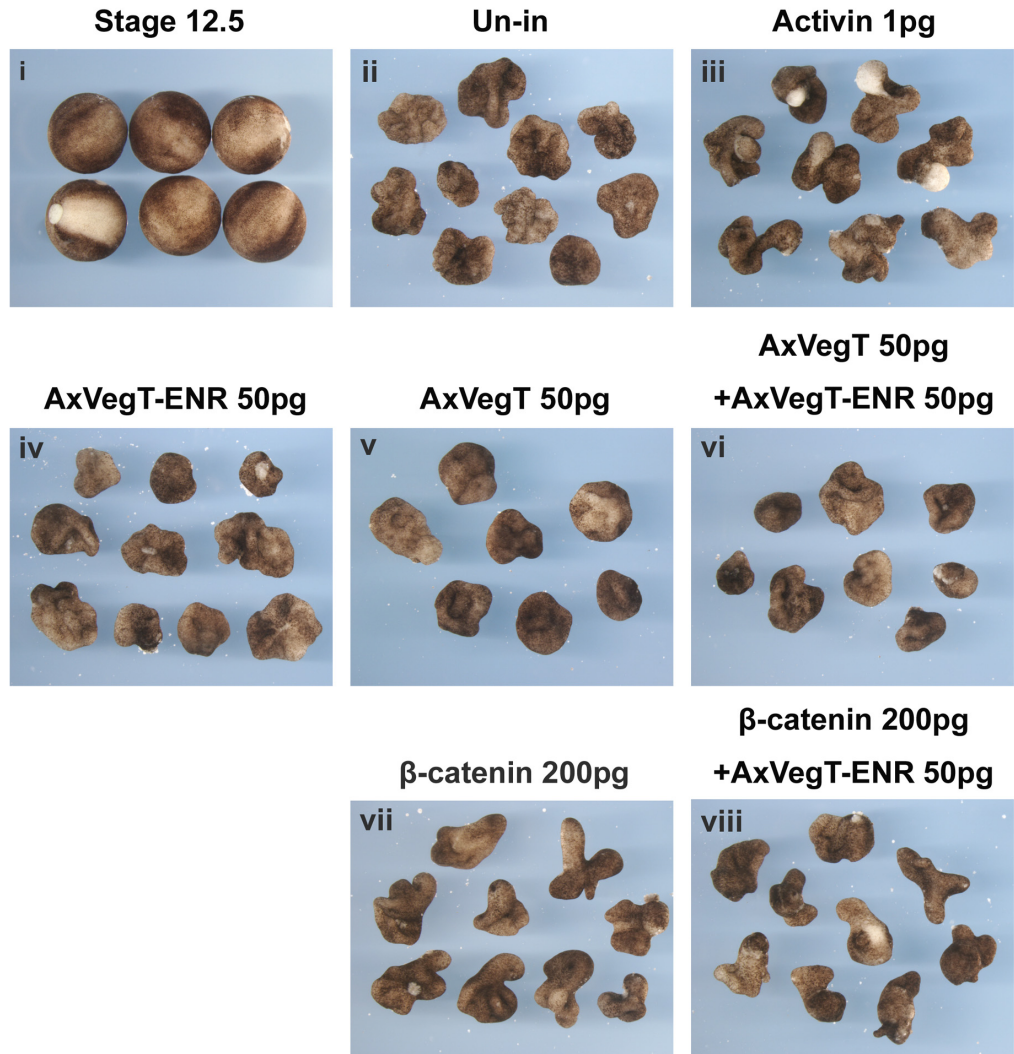 Stage 12.5
Un-in
Activin 1pg
i
ii
iii
AxVegT-ENR 50pg
AxVegT 50pg
AxVegT 50pg
+AxVegT-ENR 50pg
iv
v
vi
β-catenin 200pg
β-catenin 200pg
+AxVegT-ENR 50pg
vii
viii